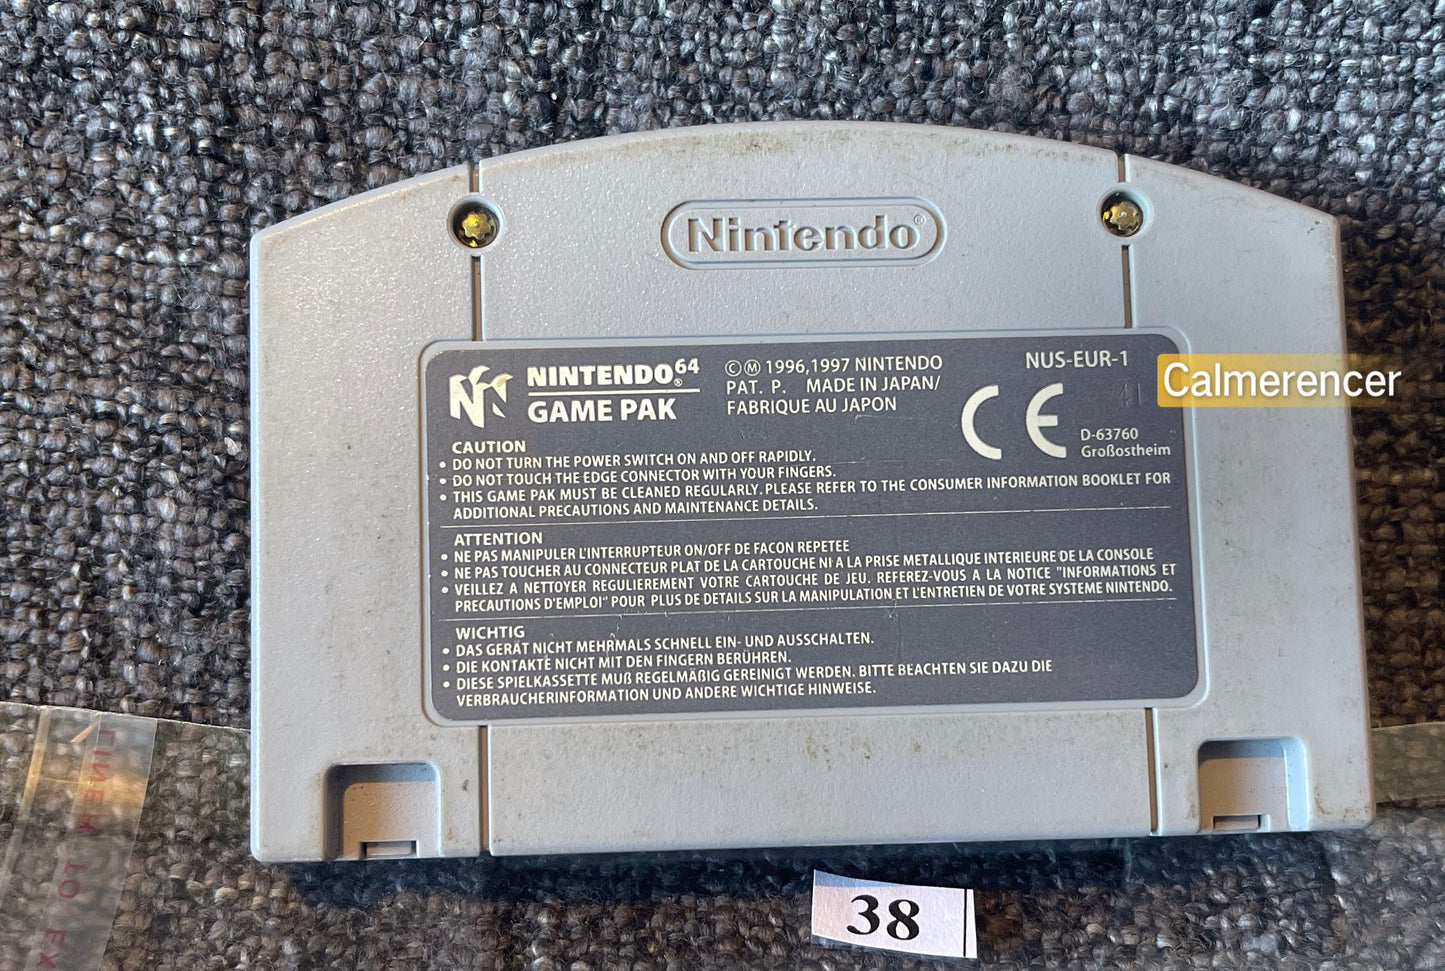 Nintendo®
NINTENDO64®
GAME PAK
©Ⓜ 1996,1997 NINTENDO
PAT. P. MADE IN JAPAN/
FABRIQUE AU JAPON
NUS-EUR-1
41
CE
D-63760
Großostheim
Calmerencer
CAUTION
• DO NOT TURN THE POWER SWITCH ON AND OFF RAPIDLY.
• DO NOT TOUCH THE EDGE CONNECTOR WITH YOUR FINGERS.
• THIS GAME PAK MUST BE CLEANED REGULARLY. PLEASE REFER TO THE CONSUMER INFORMATION BOOKLET FOR
ADDITIONAL PRECAUTIONS AND MAINTENANCE DETAILS.
ATTENTION
• NE PAS MANIPULER L'INTERRUPTEUR ON/OFF DE FACON REPETEE
• NE PAS TOUCHER AU CONNECTEUR PLAT DE LA CARTOUCHE NI A LA PRISE METALLIQUE INTERIEURE DE LA CONSOLE
• VEILLEZ A NETTOYER REGULIEREMENT VOTRE CARTOUCHE DE JEU. REFEREZ-VOUS A LA NOTICE "INFORMATIONS ET
PRECAUTIONS D'EMPLOI" POUR PLUS DE DETAILS SUR LA MANIPULATION ET L'ENTRETIEN DE VOTRE SYSTEME NINTENDO.
WICHTIG
• DAS GERÄT NICHT MEHRMALS SCHNELL EIN- UND AUSSCHALTEN.
• DIE KONTAKTE NICHT MIT DEN FINGERN BERÜHREN.
• DIESE SPIELKASSETTE MUß REGELMÄßIG GEREINIGT WERDEN. BITTE BEACHTEN SIE DAZU DIE
VERBRAUCHERINFORMATION UND ANDERE WICHTIGE HINWEISE.
LINER TO EX
38